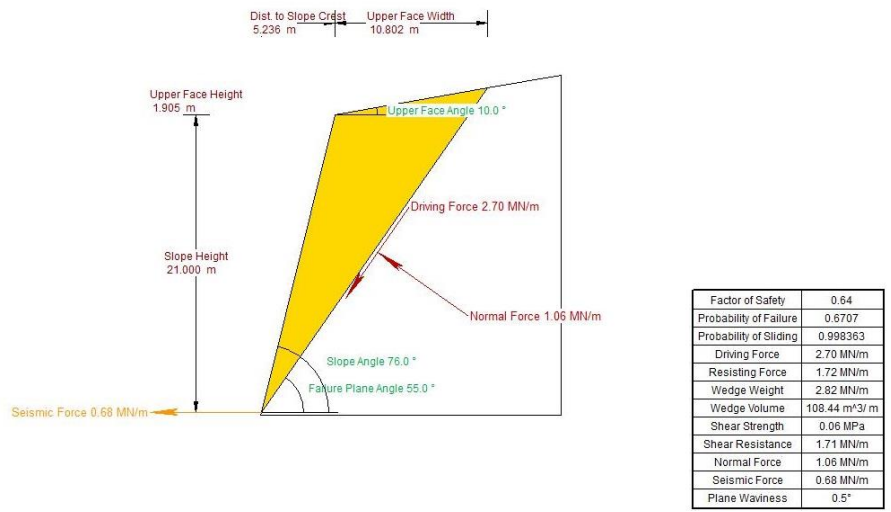 Dist. to Slope Crest
5.236 m
Upper Face Width
10.802 m
Upper Face Height
1.905 m
Upper Face Angle 10.0 °
Driving Force 2.70 MN/m
Slope Height
21.000 m
Normal Force 1.06 MN/m
Slope Angle 76.0 °
Failure Plane Angle 55.0 °
Seismic Force 0.68 MN/m
Factor of Safety 0.64
Probability of Failure 0.6707
Probability of Sliding 0.998363
Driving Force 2.70 MN/m
Resisting Force 1.72 MN/m
Wedge Weight 2.82 MN/m
Wedge Volume 108.44 m^3/ m
Shear Strength 0.06 MPa
Shear Resistance 1.71 MN/m
Normal Force 1.06 MN/m
Seismic Force 0.68 MN/m
Plane Waviness 0.5°